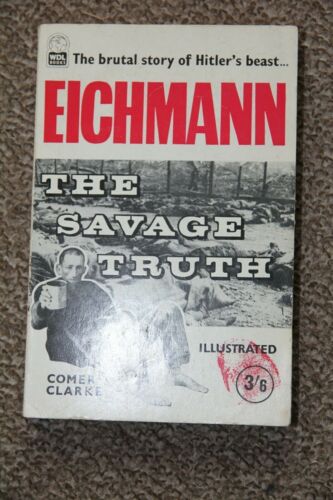 WDL
BOOKS
The brutal story of Hitler's beast...
EICHMANN
THE
SAVAGE
TRUTH
ILLUSTRATED
3/6
COMER
CLARKE